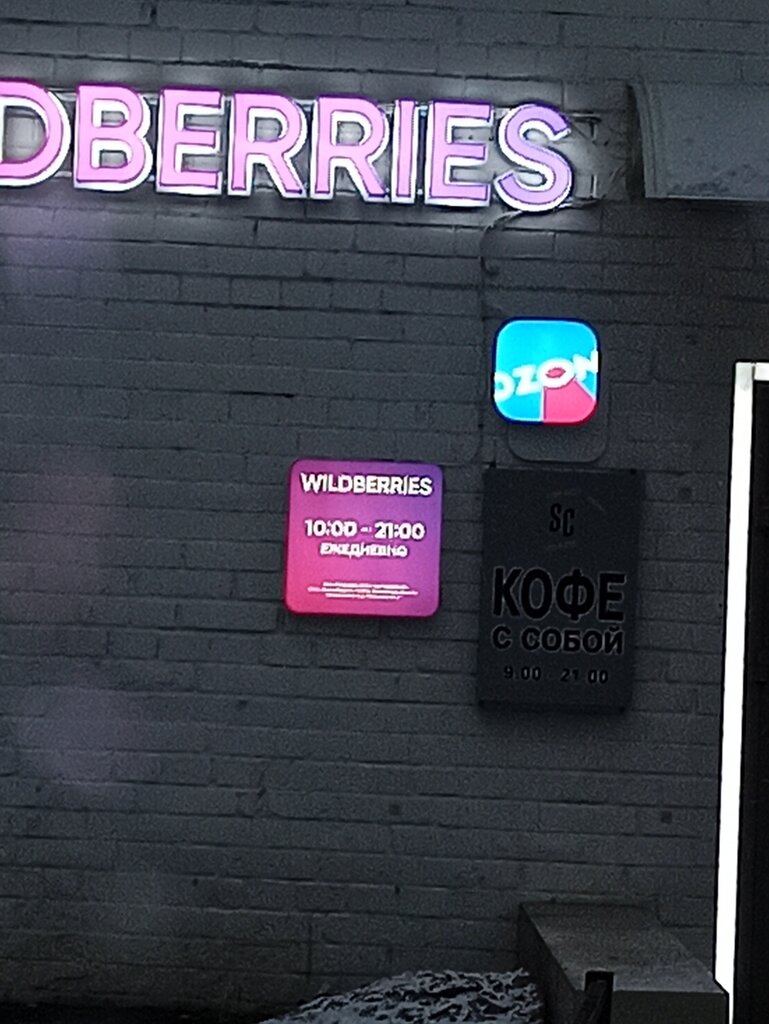 DBERRIES
OZON
WILDBERRIES
10:00 - 21:00
ЕЖЕДНЕВНО
SC
КОФЕ
С СОБОЙ
9.00 - 21 00